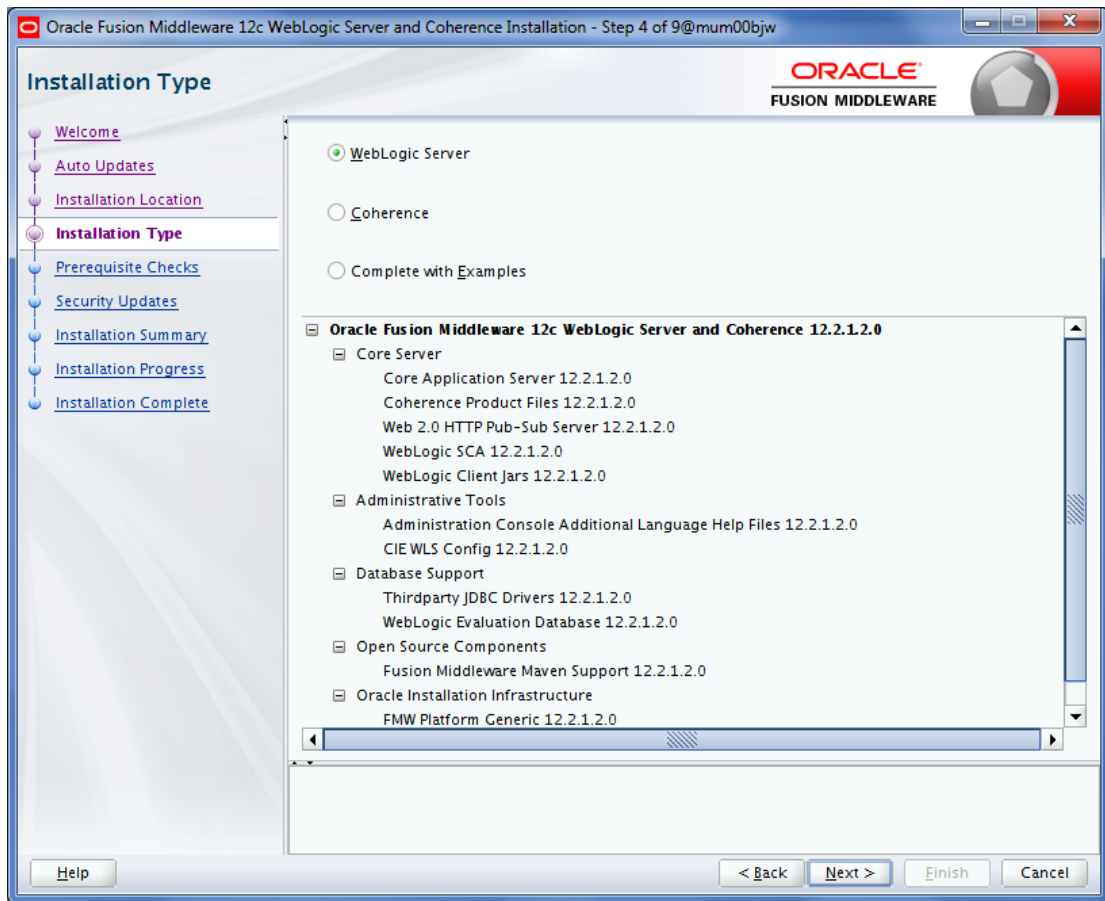 Oracle Fusion Middleware 12c WebLogic Server and Coherence Installation - Step 4 of 9@mum00bjw
Installation Type
ORACLE
FUSION MIDDLEWARE
Welcome
Auto Updates
Installation Location
Installation Type
Prerequisite Checks
Security Updates
Installation Summary
Installation Progress
Installation Complete
WebLogic Server
Coherence
Complete with Examples
Oracle Fusion Middleware 12c WebLogic Server and Coherence 12.2.1.2.0
Core Server
Core Application Server 12.2.1.2.0
Coherence Product Files 12.2.1.2.0
Web 2.0 HTTP Pub-Sub Server 12.2.1.2.0
WebLogic SCA 12.2.1.2.0
WebLogic Client Jars 12.2.1.2.0
Administrative Tools
Administration Console Additional Language Help Files 12.2.1.2.0
CIE WLS Config 12.2.1.2.0
Database Support
Thirdparty JDBC Drivers 12.2.1.2.0
WebLogic Evaluation Database 12.2.1.2.0
Open Source Components
Fusion Middleware Maven Support 12.2.1.2.0
Oracle Installation Infrastructure
FMW Platform Generic 12.2.1.2.0
Help
< Back
Next >
Finish
Cancel